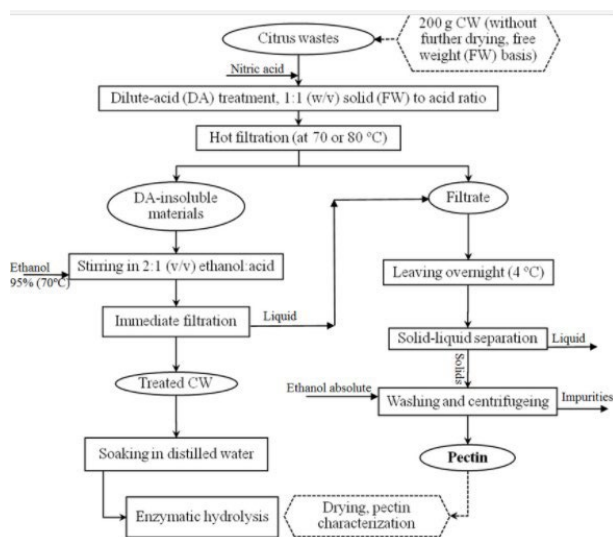 Citrus wastes
200 g CW (without
further drying, free
weight (FW) basis)
Nitric acid
Dilute-acid (DA) treatment, 1:1 (w/v) solid (FW) to acid ratio
Hot filtration (at 70 or 80 °C)
DA-insoluble
materials
Filtrate
Ethanol
95% (70°C)
Stirring in 2:1 (v/v) ethanol:acid
Leaving overnight (4 °C)
Immediate filtration
Liquid
Solid-liquid separation
Liquid
Solids
Treated CW
Ethanol absolute
Washing and centrifugeing
Impurities
Soaking in distilled water
Pectin
Enzymatic hydrolysis
Drying, pectin
characterization